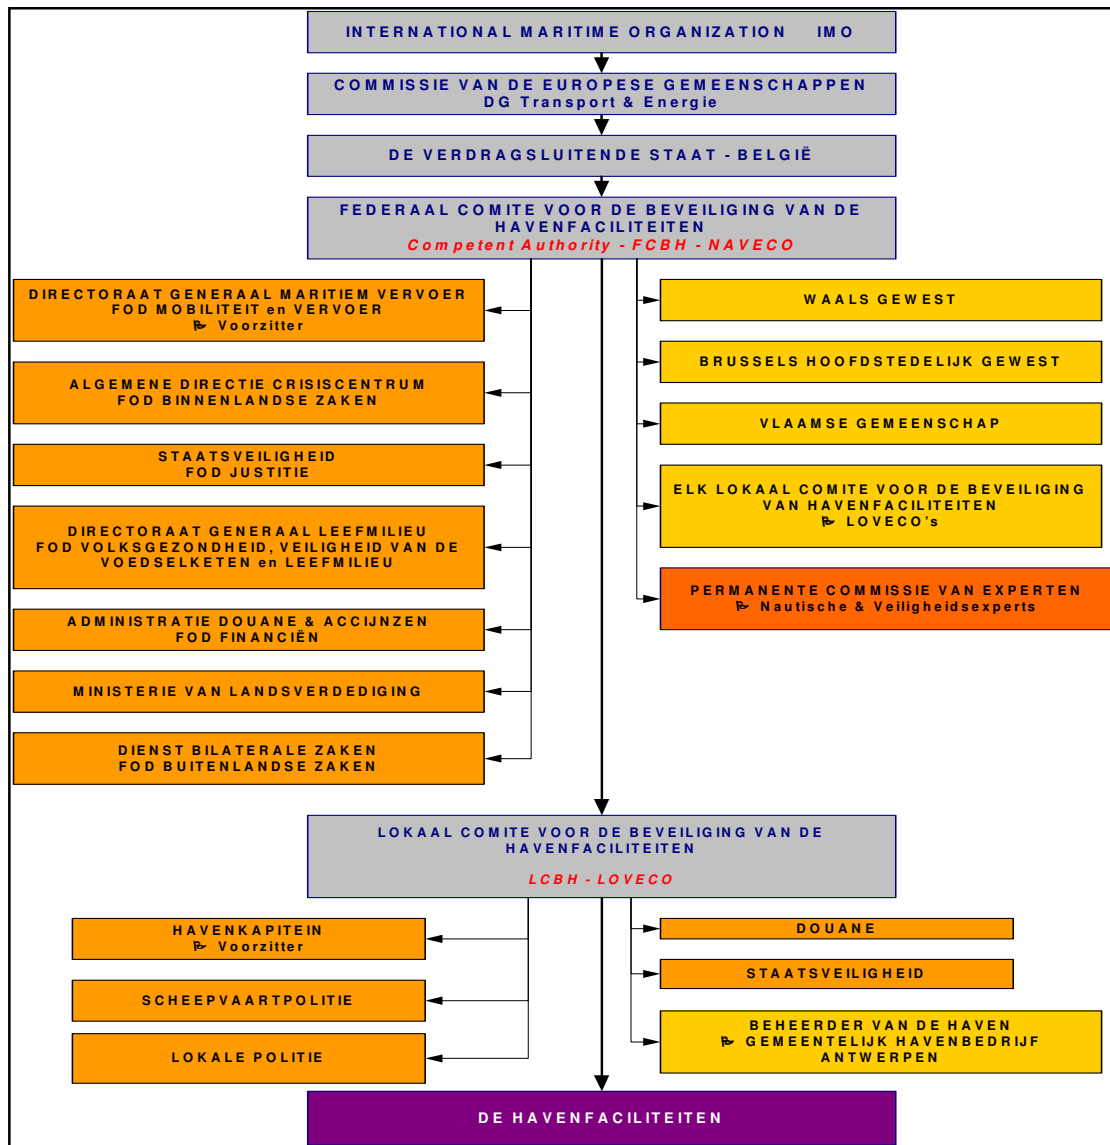 INTERNATIONAL MARITIME ORGANIZATION IMO
COMMISSIE VAN DE EUROPESE GEMEENSCHAPPEN
DG Transport & Energie
DE VERDRAGSLUITENDE STAAT - BELGIË
FEDERAAL COMITE VOOR DE BEVEILIGING VAN DE
HAVENFACILITEITEN
Competent Authority - FCBH - NAVECO
DIRECTORAAT GENERAAL MARITIEM VERVOER
FOD MOBILITEIT en VERVOER
Voorzitter
ALGEMENE DIRECTIE CRISISCENTRUM
FOD BINNENLANDSE ZAKEN
STAATSVEILIGHEID
FOD JUSTITIE
DIRECTORAAT GENERAAL LEEFMILIEU
FOD VOLKSGEZONDHEID, VEILIGHEID VAN DE
VOEDSELKETEN en LEEFMILIEU
ADMINISTRATIE DOUANE & ACCIJNZEN
FOD FINANCIËN
MINISTERIE VAN LANDSVERDEDIGING
DIENST BILATERALE ZAKEN
FOD BUITENLANDSE ZAKEN
WAALS GEWEST
BRUSSELS HOOFDSTEDELIJK GEWEST
VLAAMSE GEMEENSCHAP
ELK LOKAAL COMITE VOOR DE BEVEILIGING
VAN HAVENFACILITEITEN
LOVECO's
PERMANENTE COMMISSIE VAN EXPERTEN
Nautische & Veiligheidsexperts
LOKAAL COMITE VOOR DE BEVEILIGING VAN DE
HAVENFACILITEITEN
LCBH - LOVECO
HAVENKAPITEIN
Voorzitter
SCHEEPVAARTPOLITIE
LOKALE POLITIE
DOUANE
STAATSVEILIGHEID
BEHEERDER VAN DE HAVEN
GEMEENTELIJK HAVENBEDRIJF
ANTWERPEN
DE HAVENFACILITEITEN